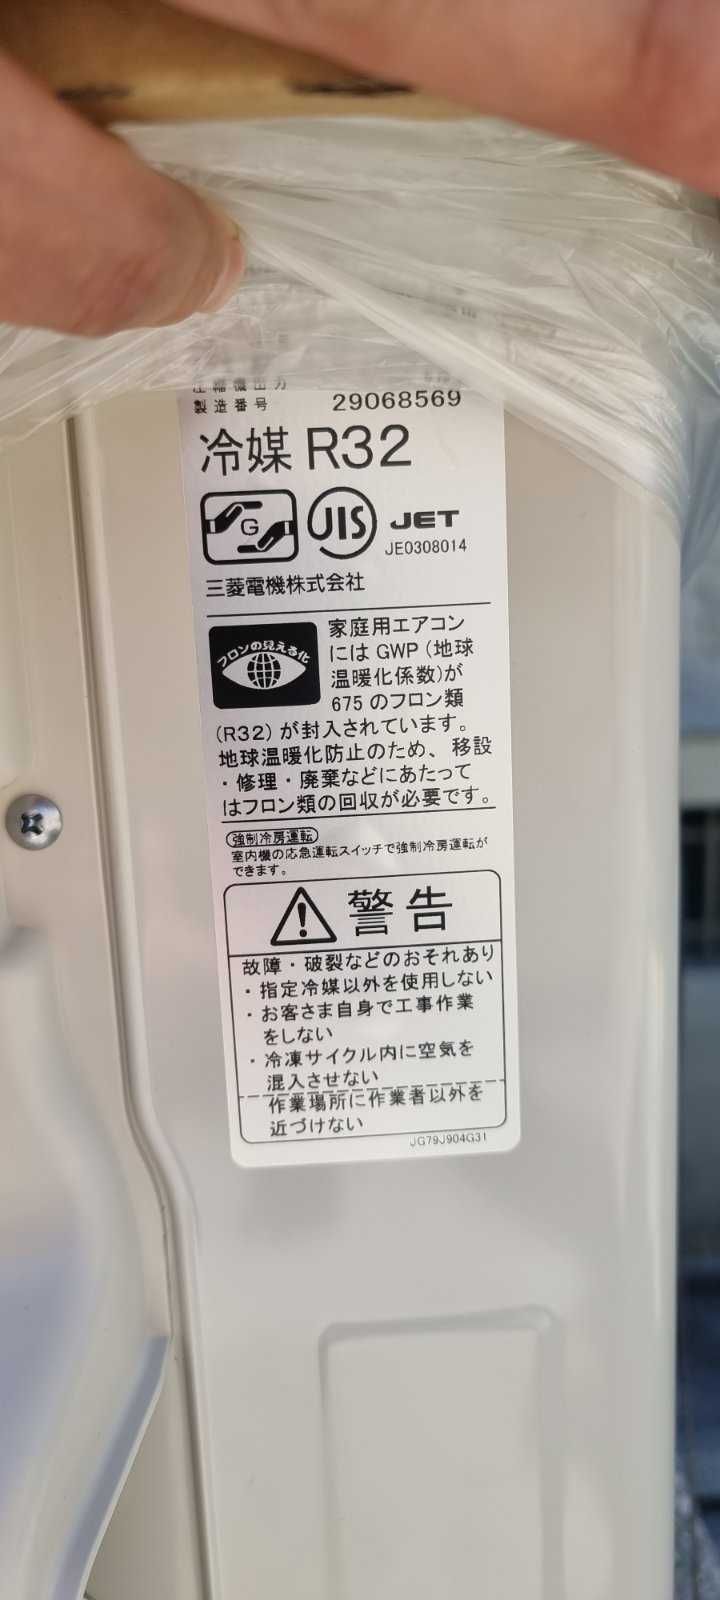 圧縮機出力
製造番号 29068569
冷媒 R32
G
JIS
JET
JE0308014
三菱電機株式会社
フロンの見える化
家庭用エアコン
には GWP (地球
温暖化係数)が
675 のフロン類
(R32) が封入されています。
地球温暖化防止のため、移設
・修理・廃棄などにあたって
はフロン類の回収が必要です。
強制冷房運転
室内機の応急運転スイッチで強制冷房運転が
できます。
警告
故障・破裂などのおそれあり
・指定冷媒以外を使用しない
・お客さま自身で工事作業
をしない
・冷凍サイクル内に空気を
混入させない
作業場所に作業者以外を
近づけない
JG79J904G31